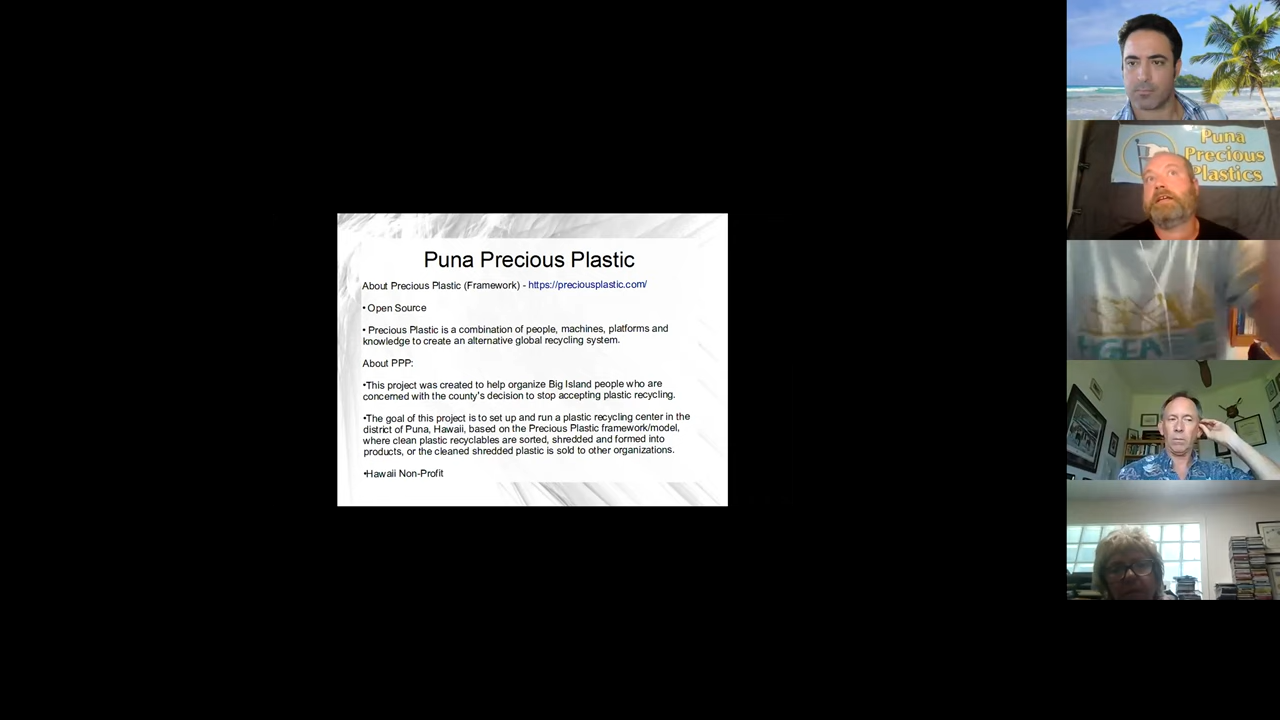 Puna Precious Plastic
About Precious Plastic (Framework) - https://preciousplastic.com/
• Open Source
• Precious Plastic is a combination of people, machines, platforms and
knowledge to create an alternative global recycling system.
About PPP:
•This project was created to help organize Big Island people who are
concerned with the county's decision to stop accepting plastic recycling.
•The goal of this project is to set up and run a plastic recycling center in the
district of Puna, Hawaii, based on the Precious Plastic framework/model,
where clean plastic recyclables are sorted, shredded and formed into
products, or the cleaned shredded plastic is sold to other organizations.
•Hawaii Non-Profit
Puna
Precious
Plastics
HGEA